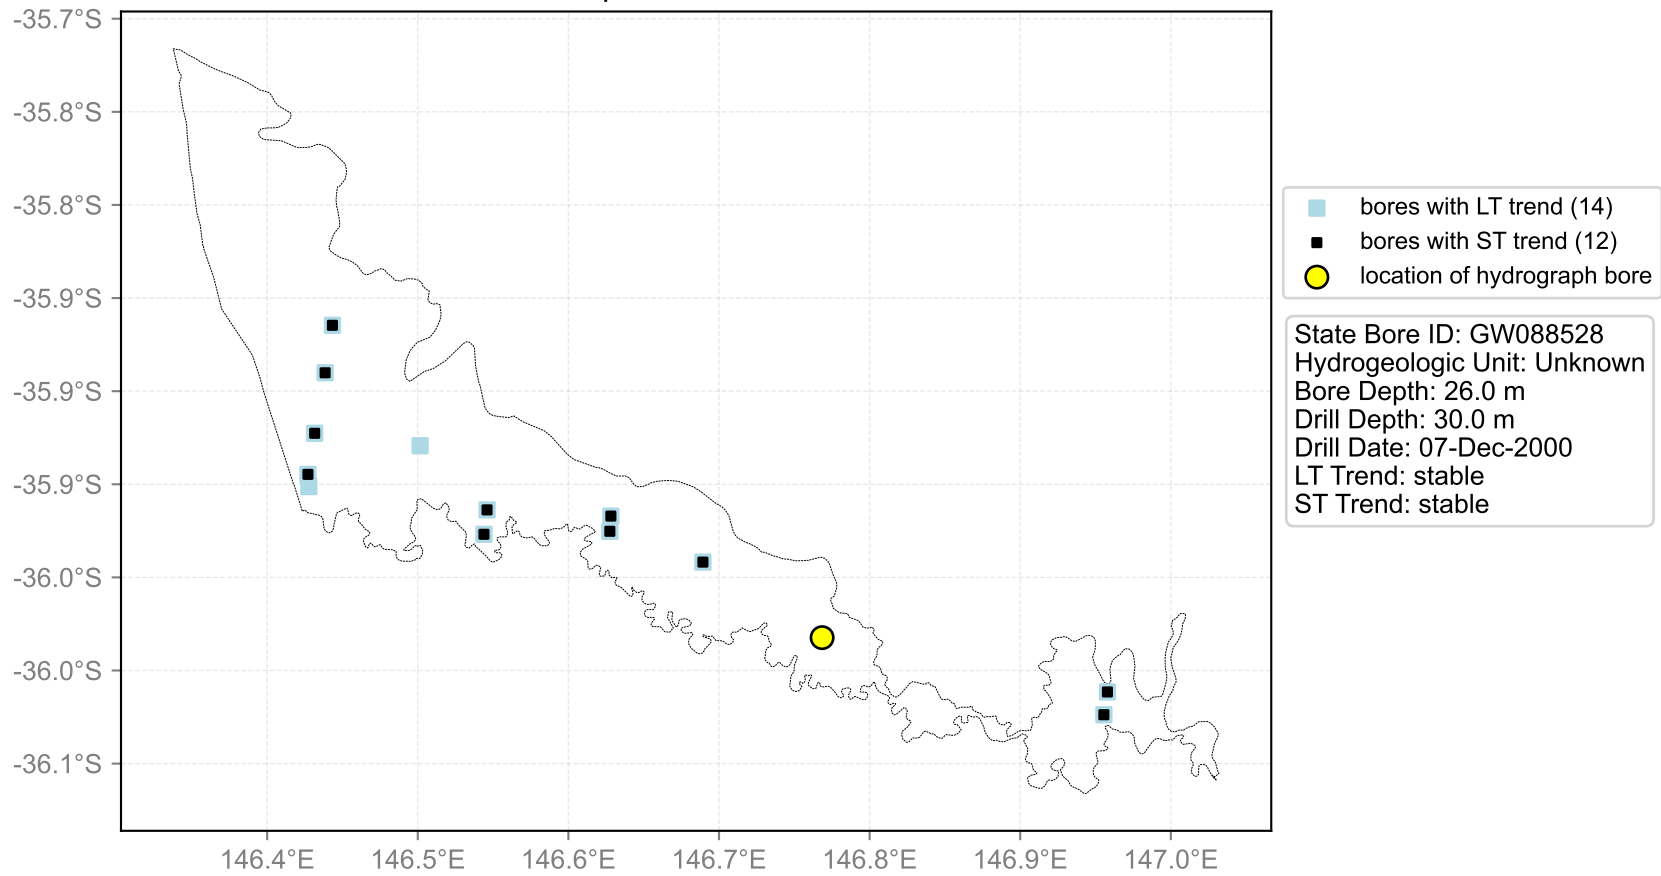 -35.7°S
-35.8°S
-35.8°S
-35.9°S
-35.9°S
-35.9°S
-36.0°S
-36.0°S
-36.1°S
146.4°E 146.5°E 146.6°E 146.7°E 146.8°E 146.9°E 147.0°E
bores with LT trend (14)
bores with ST trend (12)
location of hydrograph bore
State Bore ID: GW088528
Hydrogeologic Unit: Unknown
Bore Depth: 26.0 m
Drill Depth: 30.0 m
Drill Date: 07-Dec-2000
LT Trend: stable
ST Trend: stable